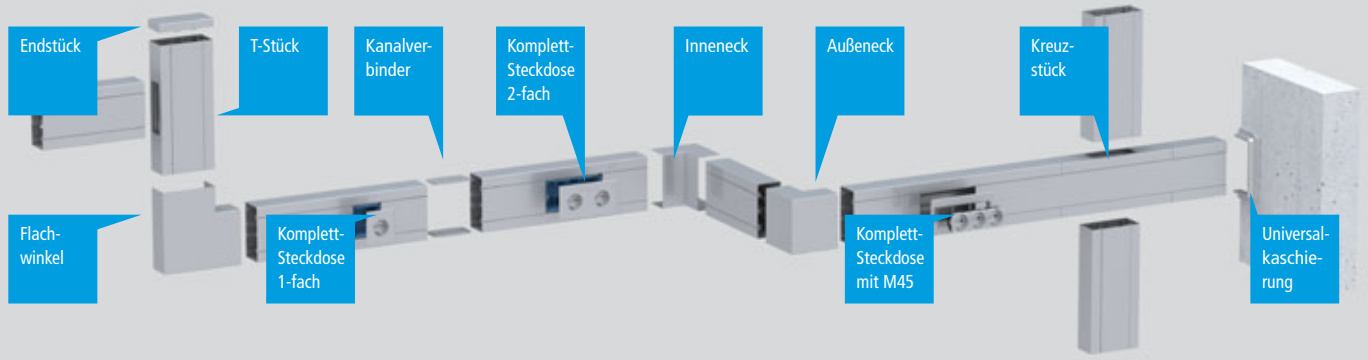 Endstück
T-Stück
Kanalver-
binder
Komplett-
Steckdose
2-fach
Inneneck
Außeneck
Kreuz-
stück
Flach-
winkel
Komplett-
Steckdose
1-fach
Komplett-
Steckdose
mit M45
Universal-
kaschie-
rung